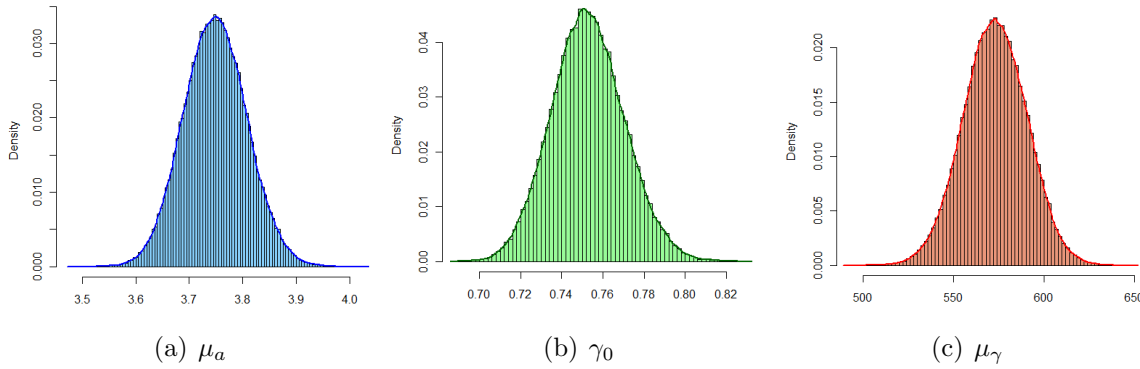 Density
0.000 0.010 0.020 0.030
3.5 3.6 3.7 3.8 3.9 4.0
(a) μ_a
Density
0.00 0.01 0.02 0.03 0.04
0.70 0.72 0.74 0.76 0.78 0.80 0.82
(b) γ_0
Density
0.000 0.005 0.010 0.015 0.020
500 550 600 650
(c) μ_γ